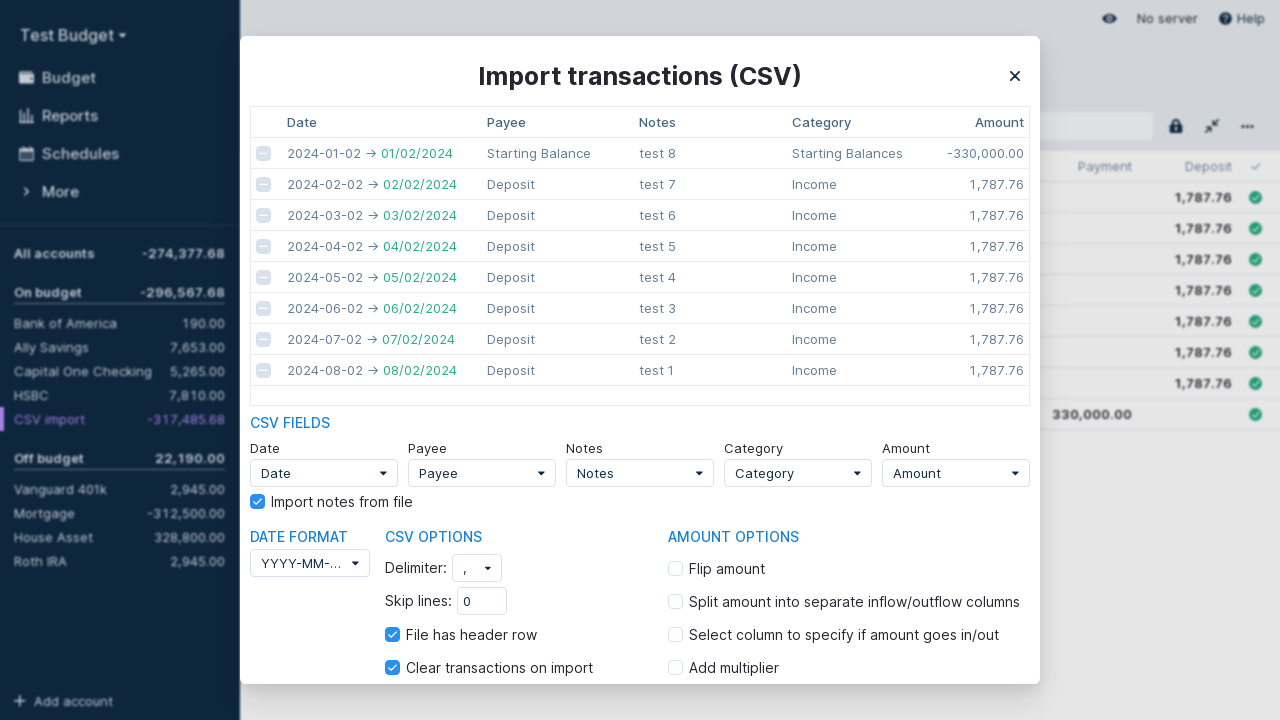 Test Budget
Budget
Reports
Schedules
More
All accounts -274,377.68
On budget -296,567.68
Bank of America 190.00
Ally Savings 7,653.00
Capital One Checking 5,265.00
HSBC 7,810.00
CSV import -317,485.68
Off budget 22,190.00
Vanguard 401k 2,945.00
Mortgage -312,500.00
House Asset 328,800.00
Roth IRA 2,945.00
Add account
No server Help
Import transactions (CSV)
Date Payee Notes Category Amount
2024-01-02 → 01/02/2024 Starting Balance test 8 Starting Balances -330,000.00
2024-02-02 → 02/02/2024 Deposit test 7 Income 1,787.76
2024-03-02 → 03/02/2024 Deposit test 6 Income 1,787.76
2024-04-02 → 04/02/2024 Deposit test 5 Income 1,787.76
2024-05-02 → 05/02/2024 Deposit test 4 Income 1,787.76
2024-06-02 → 06/02/2024 Deposit test 3 Income 1,787.76
2024-07-02 → 07/02/2024 Deposit test 2 Income 1,787.76
2024-08-02 → 08/02/2024 Deposit test 1 Income 1,787.76
CSV FIELDS
Date Payee Notes Category Amount
Date Payee Notes Category Amount
Import notes from file
DATE FORMAT
YYYY-MM-...
CSV OPTIONS
Delimiter: ,
Skip lines: 0
File has header row
Clear transactions on import
AMOUNT OPTIONS
Flip amount
Split amount into separate inflow/outflow columns
Select column to specify if amount goes in/out
Add multiplier
Payment Deposit
1,787.76
1,787.76
1,787.76
1,787.76
1,787.76
1,787.76
1,787.76
330,000.00